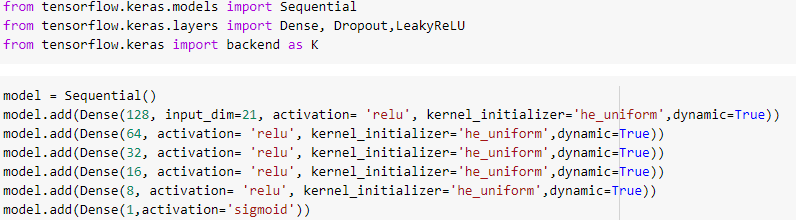 from tensorflow.keras.models import Sequential
from tensorflow.keras.layers import Dense, Dropout,LeakyReLU
from tensorflow.keras import backend as K
model = Sequential()
model.add(Dense(128, input_dim=21, activation= 'relu', kernel_initializer='he_uniform',dynamic=True))
model.add(Dense(64, activation= 'relu', kernel_initializer='he_uniform',dynamic=True))
model.add(Dense(32, activation= 'relu', kernel_initializer='he_uniform',dynamic=True))
model.add(Dense(16, activation= 'relu', kernel_initializer='he_uniform',dynamic=True))
model.add(Dense(8, activation= 'relu', kernel_initializer='he_uniform',dynamic=True))
model.add(Dense(1,activation='sigmoid'))